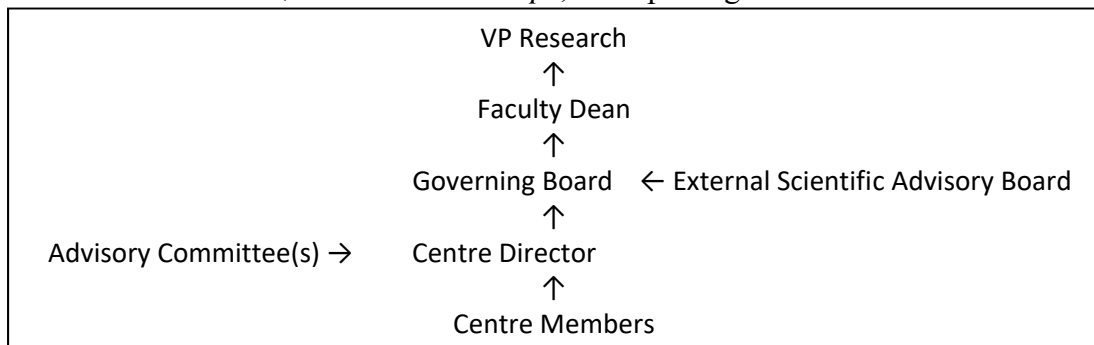 VP Research
↑
Faculty Dean
↑
Governing Board ← External Scientific Advisory Board
↑
Advisory Committee(s) → Centre Director
↑
Centre Members